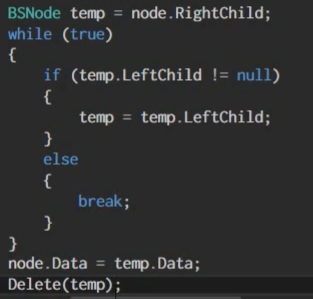 BSNode temp = node.RightChild;
while (true)
{
    if (temp.LeftChild != null)
    {
        temp = temp.LeftChild;
    }
    else
    {
        break;
    }
}
node.Data = temp.Data;
Delete(temp);